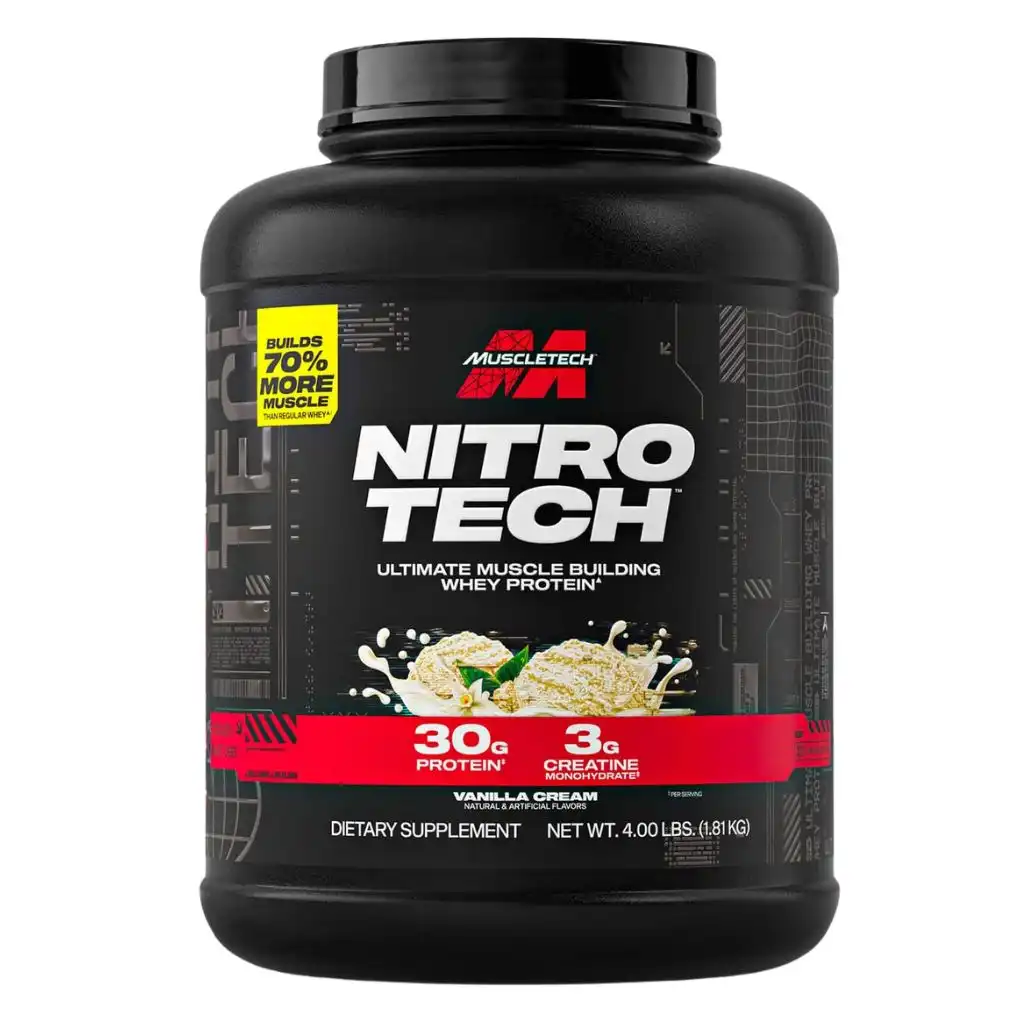 BUILDS
70%
MORE
MUSCLE
THAN REGULAR WHEY▲
MUSCLETECH
NITRO
TECH™
ULTIMATE MUSCLE BUILDING
WHEY PROTEIN▲
30G
PROTEIN‡
3G
CREATINE
MONOHYDRATE‡
VANILLA CREAM
NATURAL & ARTIFICIAL FLAVORS
‡PER SERVING
DIETARY SUPPLEMENT NET WT. 4.00 LBS. (1.81 KG)
TECH